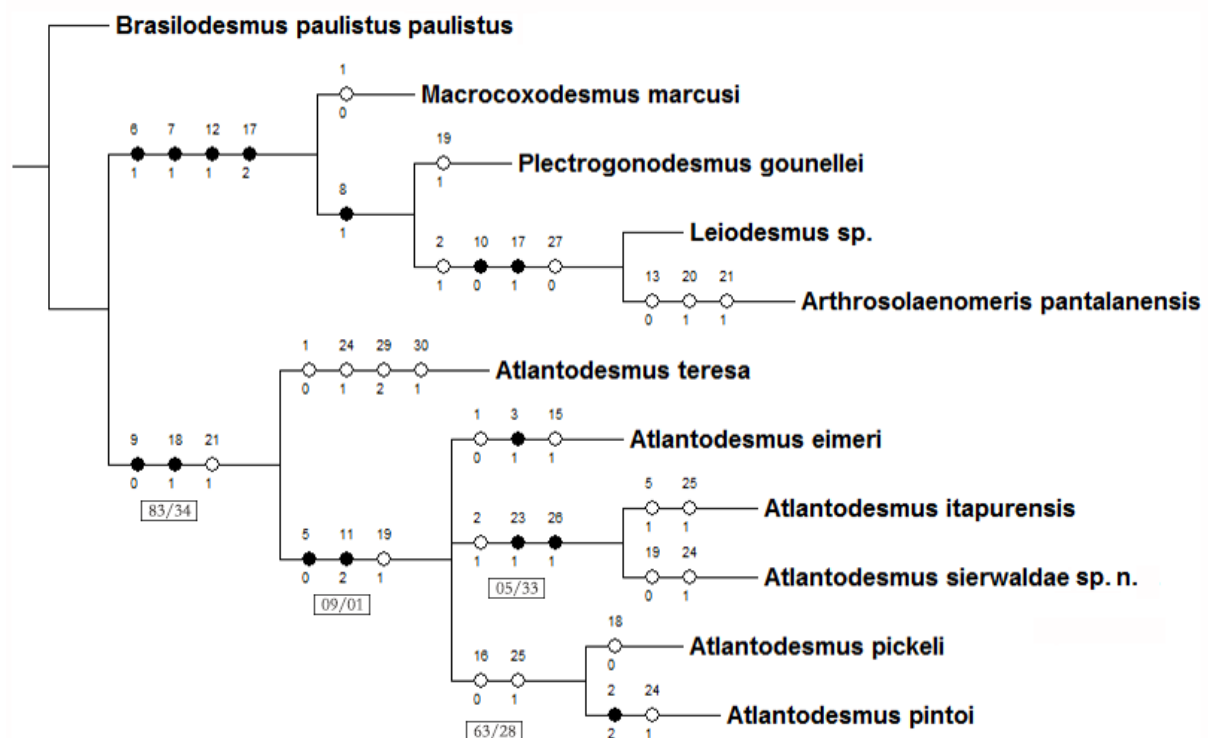 Brasilodesmus paulistus paulistus
1
Macrocoxodesmus marcusi
0
6 7 12 17
1 1 1 2
19
Plectrogonodesmus gounellei
1
8
1
Leiodesmus sp.
2 10 17 27
1 0 1 0
13 20 21
Arthrosolaenomeris pantalanensis
0 1 1
1 24 29 30
Atlantodesmus teresa
0 1 2 1
1 3 15
Atlantodesmus eimeri
0 1 1
9 18 21
0 1 1
83/34
5 25
Atlantodesmus itapurensis
1 1
2 23 26
1 1 1
05/33
5 11 19
0 2 1
09/01
19 24
Atlantodesmus sierwaldae sp. n.
0 1
18
Atlantodesmus pickeli
0
16 25
0 1
63/28
2 24
Atlantodesmus pintoi
2 1